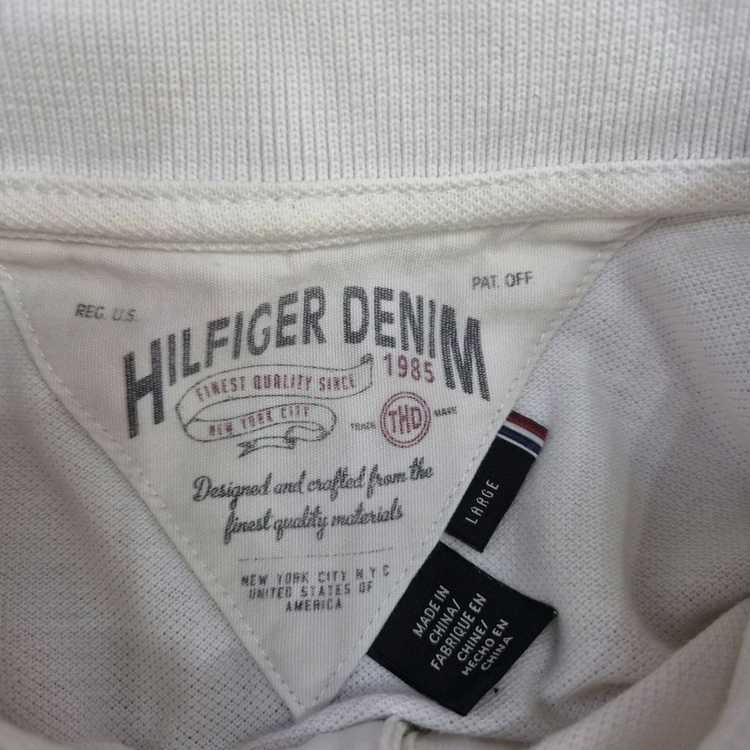 REG. U.S.
PAT. OFF
HILFIGER DENIM
FINEST QUALITY SINCE
1985
NEW YORK CITY
TRADE THD MARK
Designed and crafted from the
finest quality materials
NEW YORK CITY N Y C
UNITED STATES OF
AMERICA
LARGE
MADE IN
CHINA/
FABRIQUE EN
CHINE/
HECHO EN
CHINA